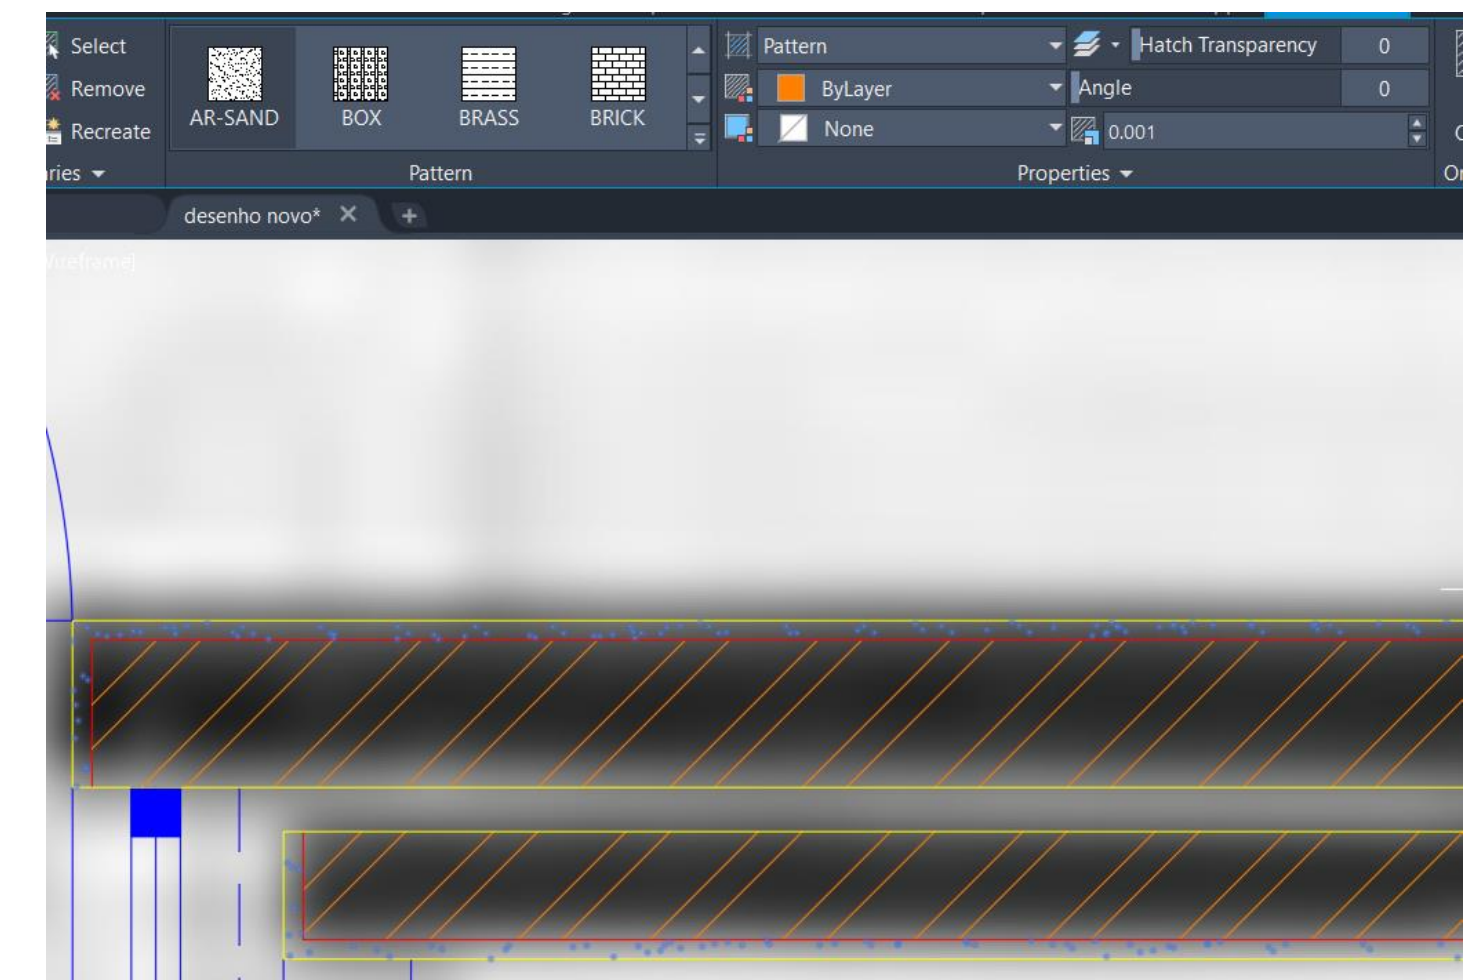 Select
Remove
Recreate
AR-SAND
BOX
BRASS
BRICK
Pattern
Pattern
ByLayer
None
Hatch Transparency 0
Angle 0
0.001
Properties
desenho novo*
Wireframe]